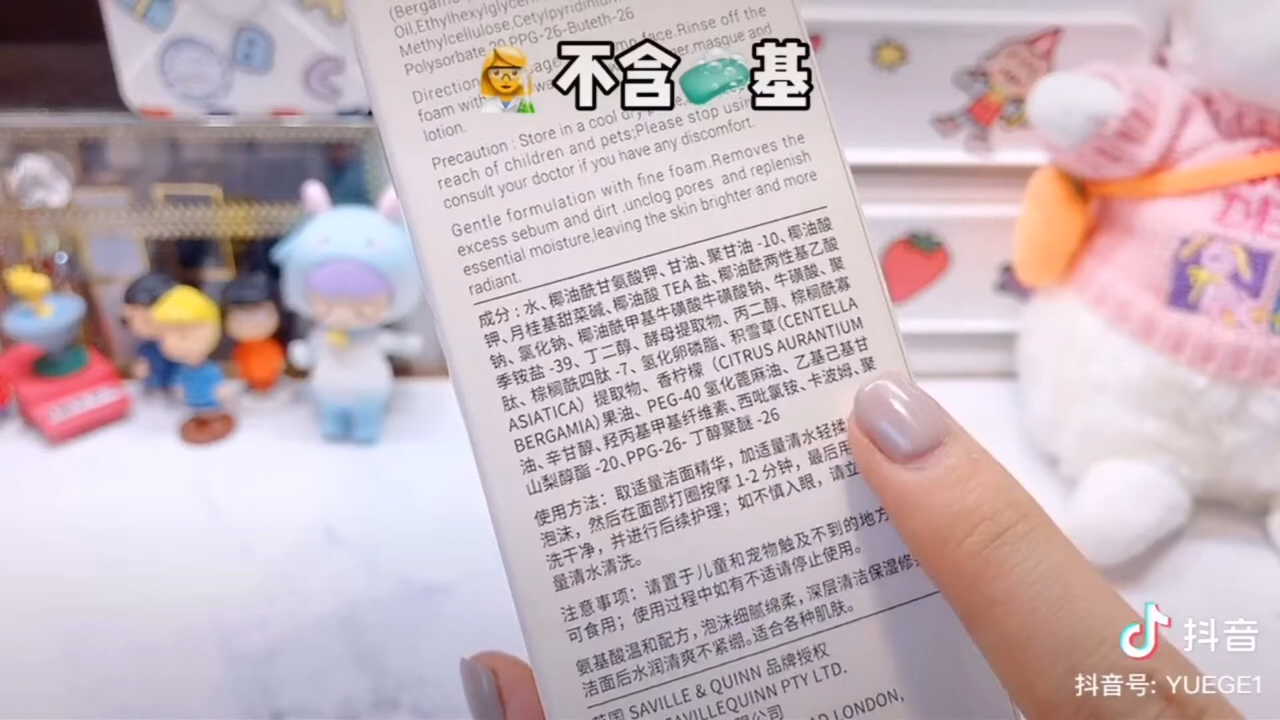 (Bergamo
Oil,Ethylhexylglycerin
Methylcellulose,Cetylpyridinium
Polysorbate 20,PPG-26-Buteth-26
face.Rinse off the
masque and
foam with
lotion.
Precaution : Store in a cool dry
reach of children and pets;Please stop using
consult your doctor if you have any discomfort.
Gentle formulation with fine foam.Removes the
excess sebum and dirt ,unclog pores and replenish
essential moisture,leaving the skin brighter and more
radiant.
不含🧼基
成分：水、椰油酰甘氨酸钾、甘油、聚甘油 -10、椰油酸
钾、月桂基甜菜碱、椰油酸 TEA 盐、椰油酰两性基乙酸
钠、氯化钠、椰油酰甲基牛磺酸牛磺酸钠、牛磺酸、聚
季铵盐 -39、丁二醇、酵母提取物、丙二醇、棕榈酰寡
肽、棕榈酰四肽 -7、氢化卵磷脂、积雪草（CENTELLA
ASIATICA）提取物、香柠檬（CITRUS AURANTIUM
BERGAMIA)果油、PEG-40 氢化蓖麻油、乙基己基甘
油、辛甘醇、羟丙基甲基纤维素、西吡氯铵、卡波姆、聚
山梨醇酯 -20、PPG-26- 丁醇聚醚 -26
使用方法：取适量洁面精华，加适量清水轻揉
泡沫，然后在面部打圈按摩 1-2 分钟，最后用
洗干净，并进行后续护理；如不慎入眼，请立
量清水清洗。
注意事项：请置于儿童和宠物触及不到的地方
可食用；使用过程中如有不适请停止使用。
氨基酸温和配方，泡沫细腻绵柔，深层清洁保湿修
洁面后水润清爽不紧绷。适合各种肌肤。
英国 SAVILLE & QUINN 品牌授权
SAVILLEQUINN PTY LTD.
LONDON,
抖音
抖音号: YUEGE1